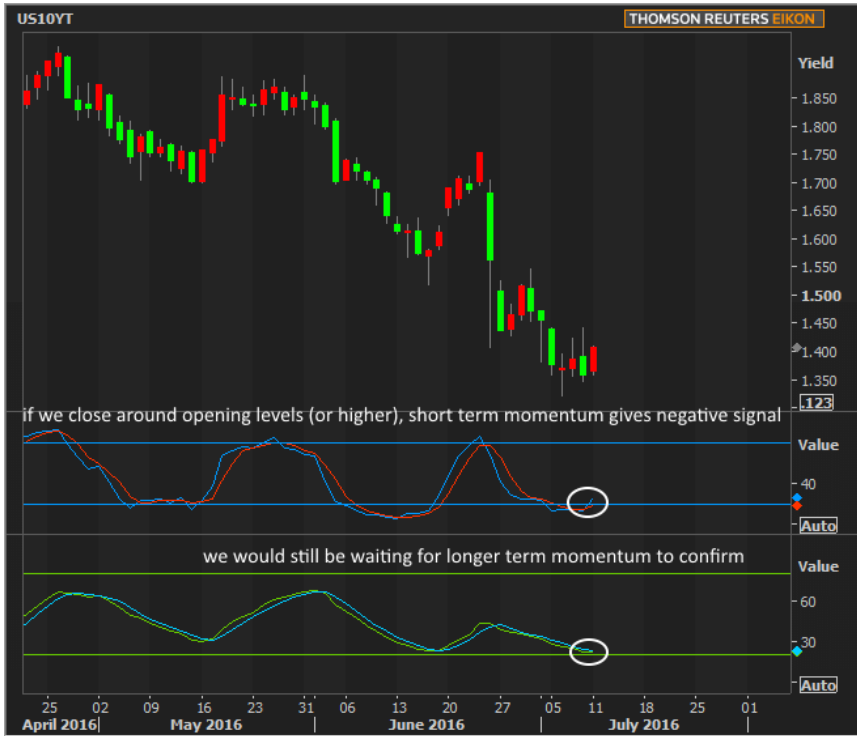 US10YT
THOMSON REUTERS EIKON
Yield
1.850
1.800
1.750
1.700
1.650
1.600
1.550
1.500
1.450
1.400
1.350
.123
if we close around opening levels (or higher), short term momentum gives negative signal
Value
40
Auto
we would still be waiting for longer term momentum to confirm
Value
60
30
Auto
25 02 09 16 23 31 06 13 20 27 05 11 18 25 01
April 2016 May 2016 June 2016 July 2016